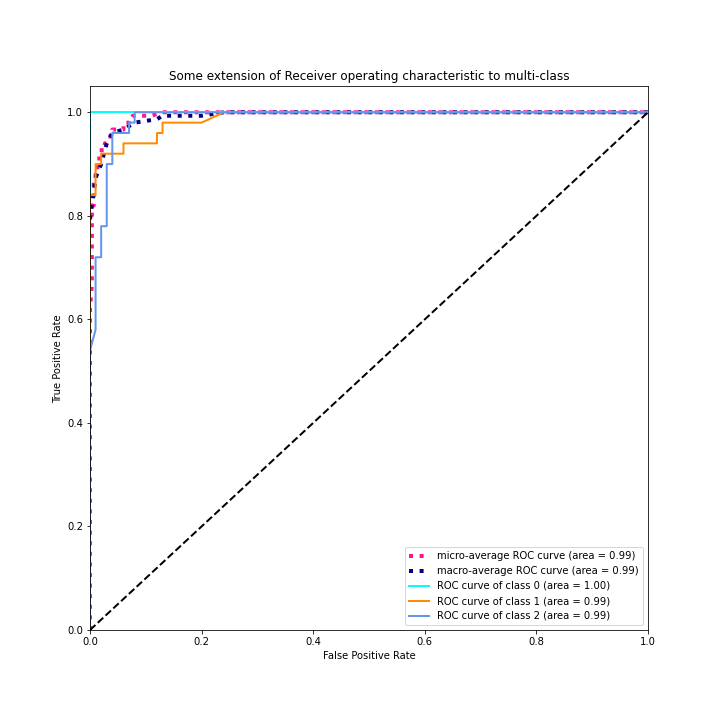 Some extension of Receiver operating characteristic to multi-class
True Positive Rate
1.0
0.8
0.6
0.4
0.2
0.0
micro-average ROC curve (area = 0.99)
macro-average ROC curve (area = 0.99)
ROC curve of class 0 (area = 1.00)
ROC curve of class 1 (area = 0.99)
ROC curve of class 2 (area = 0.99)
0.0 0.2 0.4 0.6 0.8 1.0
False Positive Rate